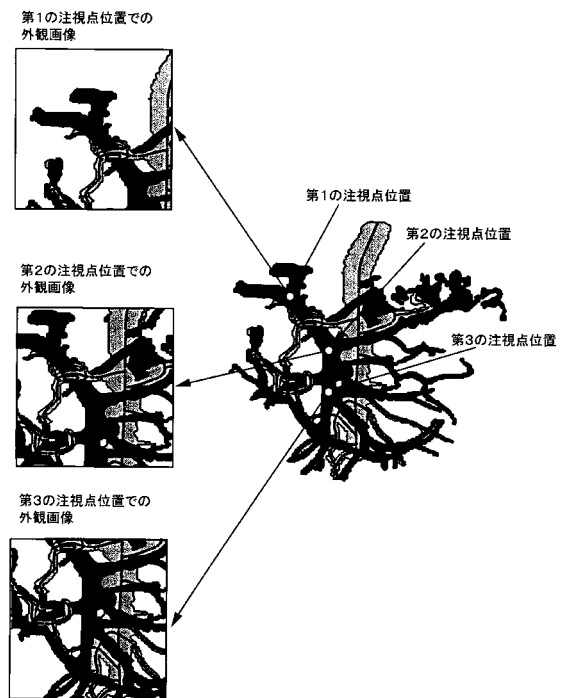 第1の注視点位置での
外観画像
第1の注視点位置
第2の注視点位置
第2の注視点位置での
外観画像
第3の注視点位置
第3の注視点位置での
外観画像